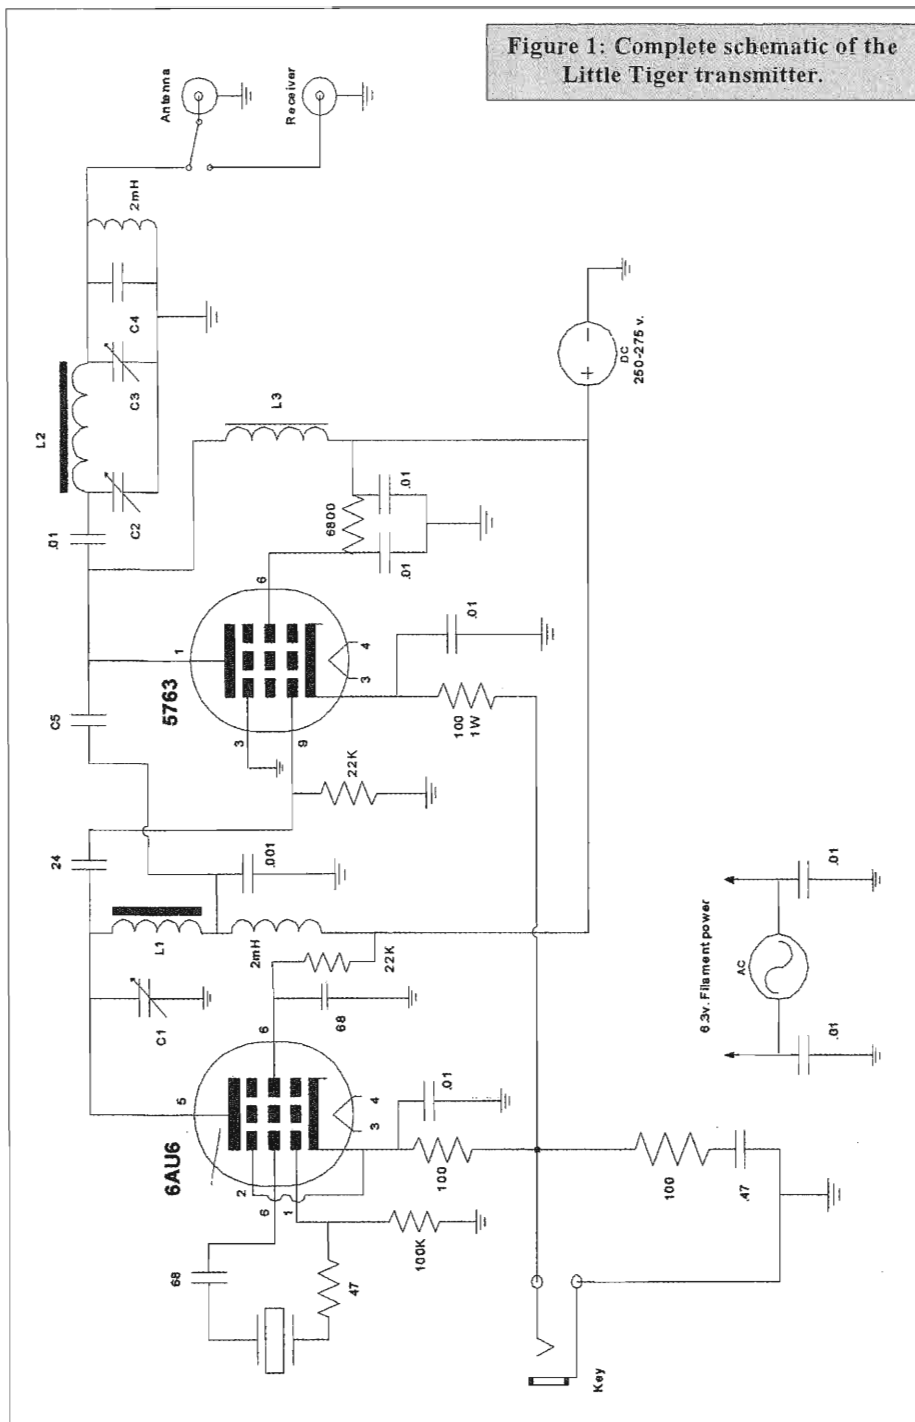 Figure 1: Complete schematic of the
Little Tiger transmitter.
Antenna
Receiver
2mH
C4
C3
L2
C2
.01
L3
DC
250-275 v.
+
-
6800
.01
.01
6
1
5763
3
9
3
4
.01
100
1W
22K
C5
24
.001
L1
2mH
22K
C1
68
6
5
6AU6
2
6
1
3
4
.01
100
100K
47
68
100
.47
Key
6.3v. Filament power
AC
.01
.01